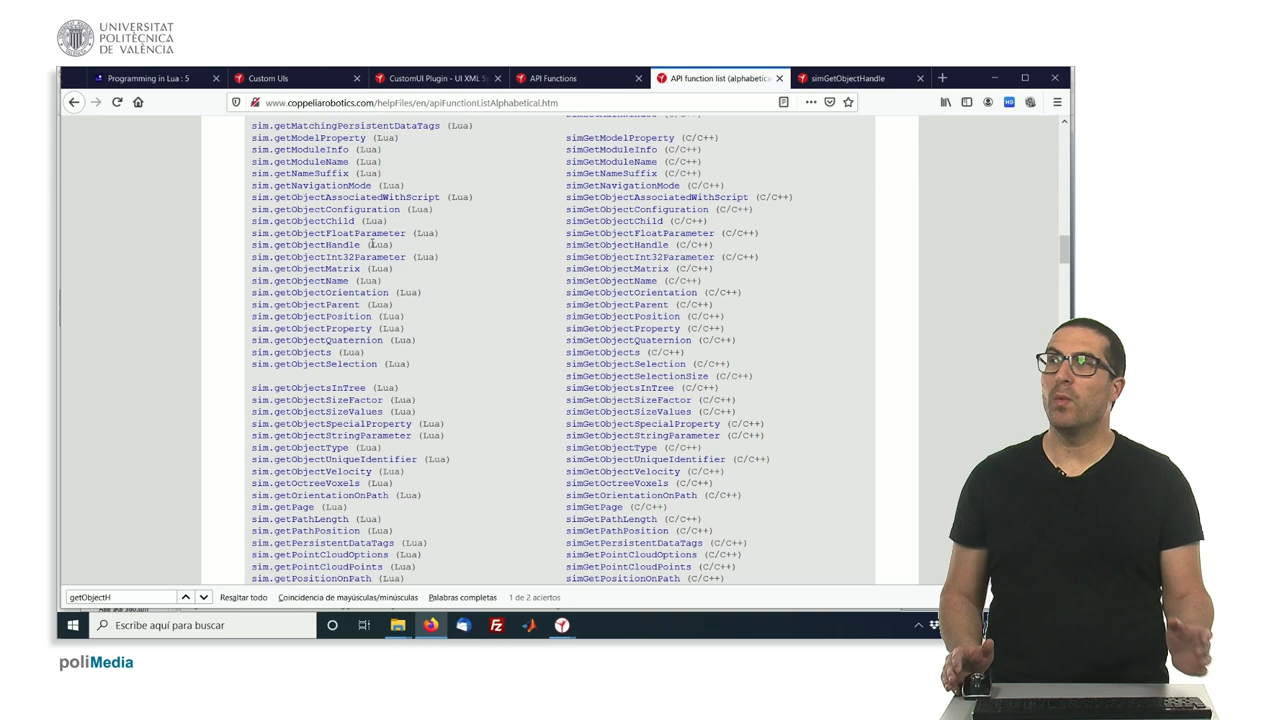 UNIVERSITAT
POLITÈCNICA
DE VALÈNCIA
Programming in Lua : 5
Custom UIs
CustomUI Plugin - UI XML S
API Functions
API function list (alphabetica
simGetObjectHandle
www.coppeliarobotics.com/helpFiles/en/apiFunctionListAlphabetical.htm
sim.getMatchingPersistentDataTags (Lua)
sim.getModelProperty (Lua) simGetModelProperty (C/C++)
sim.getModuleInfo (Lua) simGetModuleInfo (C/C++)
sim.getModuleName (Lua) simGetModuleName (C/C++)
sim.getNameSuffix (Lua) simGetNameSuffix (C/C++)
sim.getNavigationMode (Lua) simGetNavigationMode (C/C++)
sim.getObjectAssociatedWithScript (Lua) simGetObjectAssociatedWithScript (C/C++)
sim.getObjectConfiguration (Lua) simGetObjectConfiguration (C/C++)
sim.getObjectChild (Lua) simGetObjectChild (C/C++)
sim.getObjectFloatParameter (Lua) simGetObjectFloatParameter (C/C++)
sim.getObjectHandle (Lua) simGetObjectHandle (C/C++)
sim.getObjectInt32Parameter (Lua) simGetObjectInt32Parameter (C/C++)
sim.getObjectMatrix (Lua) simGetObjectMatrix (C/C++)
sim.getObjectName (Lua) simGetObjectName (C/C++)
sim.getObjectOrientation (Lua) simGetObjectOrientation (C/C++)
sim.getObjectParent (Lua) simGetObjectParent (C/C++)
sim.getObjectPosition (Lua) simGetObjectPosition (C/C++)
sim.getObjectProperty (Lua) simGetObjectProperty (C/C++)
sim.getObjectQuaternion (Lua) simGetObjectQuaternion (C/C++)
sim.getObjects (Lua) simGetObjects (C/C++)
sim.getObjectSelection (Lua) simGetObjectSelection (C/C++)
simGetObjectSelectionSize (C/C++)
sim.getObjectsInTree (Lua) simGetObjectsInTree (C/C++)
sim.getObjectSizeFactor (Lua) simGetObjectSizeFactor (C/C++)
sim.getObjectSizeValues (Lua) simGetObjectSizeValues (C/C++)
sim.getObjectSpecialProperty (Lua) simGetObjectSpecialProperty (C/C++)
sim.getObjectStringParameter (Lua) simGetObjectStringParameter (C/C++)
sim.getObjectType (Lua) simGetObjectType (C/C++)
sim.getObjectUniqueIdentifier (Lua) simGetObjectUniqueIdentifier (C/C++)
sim.getObjectVelocity (Lua) simGetObjectVelocity (C/C++)
sim.getOctreeVoxels (Lua) simGetOctreeVoxels (C/C++)
sim.getOrientationOnPath (Lua) simGetOrientationOnPath (C/C++)
sim.getPage (Lua) simGetPage (C/C++)
sim.getPathLength (Lua) simGetPathLength (C/C++)
sim.getPathPosition (Lua) simGetPathPosition (C/C++)
sim.getPersistentDataTags (Lua) simGetPersistentDataTags (C/C++)
sim.getPointCloudOptions (Lua) simGetPointCloudOptions (C/C++)
sim.getPointCloudPoints (Lua) simGetPointCloudPoints (C/C++)
sim.getPositionOnPath (Lua) simGetPositionOnPath (C/C++)
getObjectH
Resaltar todo
Coincidencia de mayúsculas/minúsculas
Palabras completas
1 de 2 aciertos
Escribe aquí para buscar
poliMedia